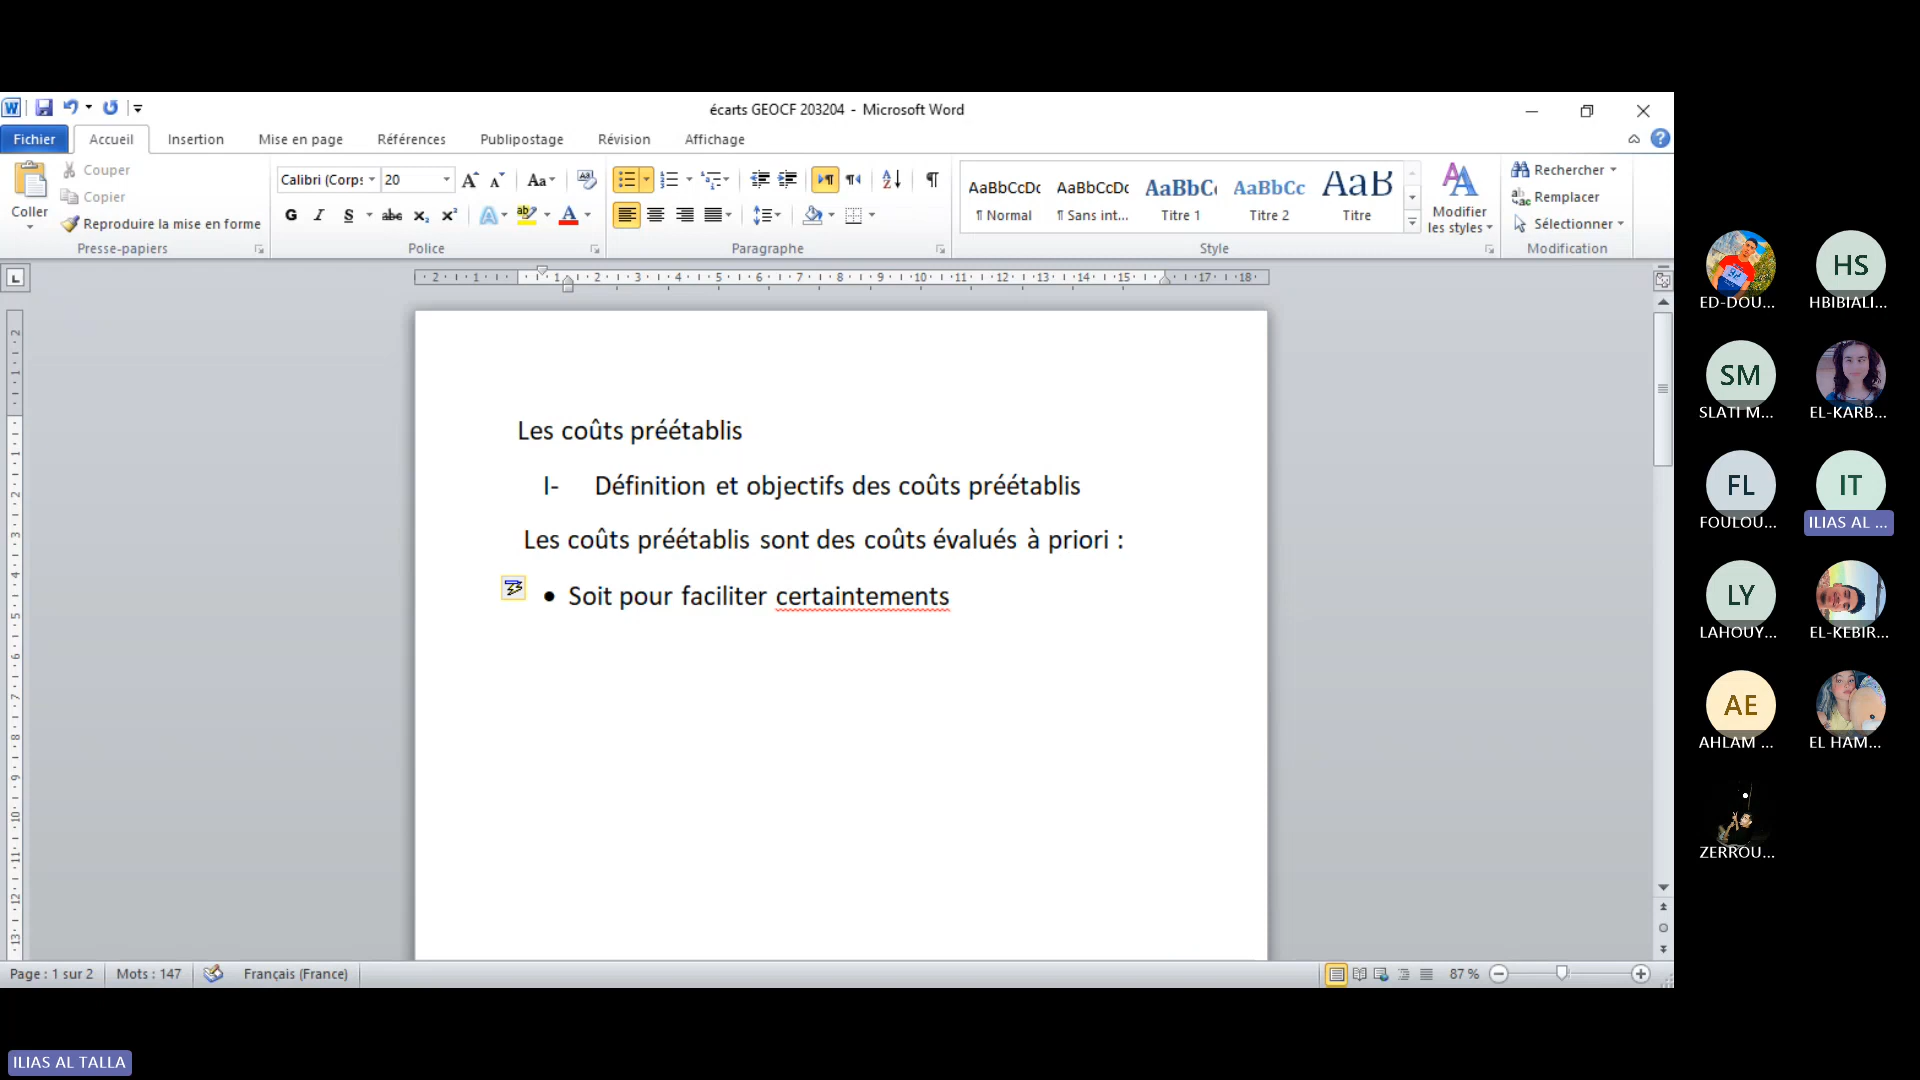 écarts GEOCF 203204 - Microsoft Word
Fichier Accueil Insertion Mise en page Références Publipostage Révision Affichage
Coller
Couper
Copier
Reproduire la mise en forme
Presse-papiers
Calibri (Corps 20
G I S abc x₂ x²
Police
Paragraphe
AaBbCcDc AaBbCcDc AaBbC AaBbCc AaB
¶ Normal ¶ Sans int... Titre 1 Titre 2 Titre
Style
Modifier les styles
Rechercher
Remplacer
Sélectionner
Modification
Les coûts préétablis
I- Définition et objectifs des coûts préétablis
Les coûts préétablis sont des coûts évalués à priori :
• Soit pour faciliter certaintements
Page : 1 sur 2 Mots : 147 Français (France) 87 %
ED-DOU...
HS
HBIBIALI...
SM
SLATI M...
EL-KARB...
FL
FOULOU...
IT
ILIAS AL ...
LY
LAHOUY...
EL-KEBIR...
AE
AHLAM ...
EL HAM...
ZERROU...
ILIAS AL TALLA